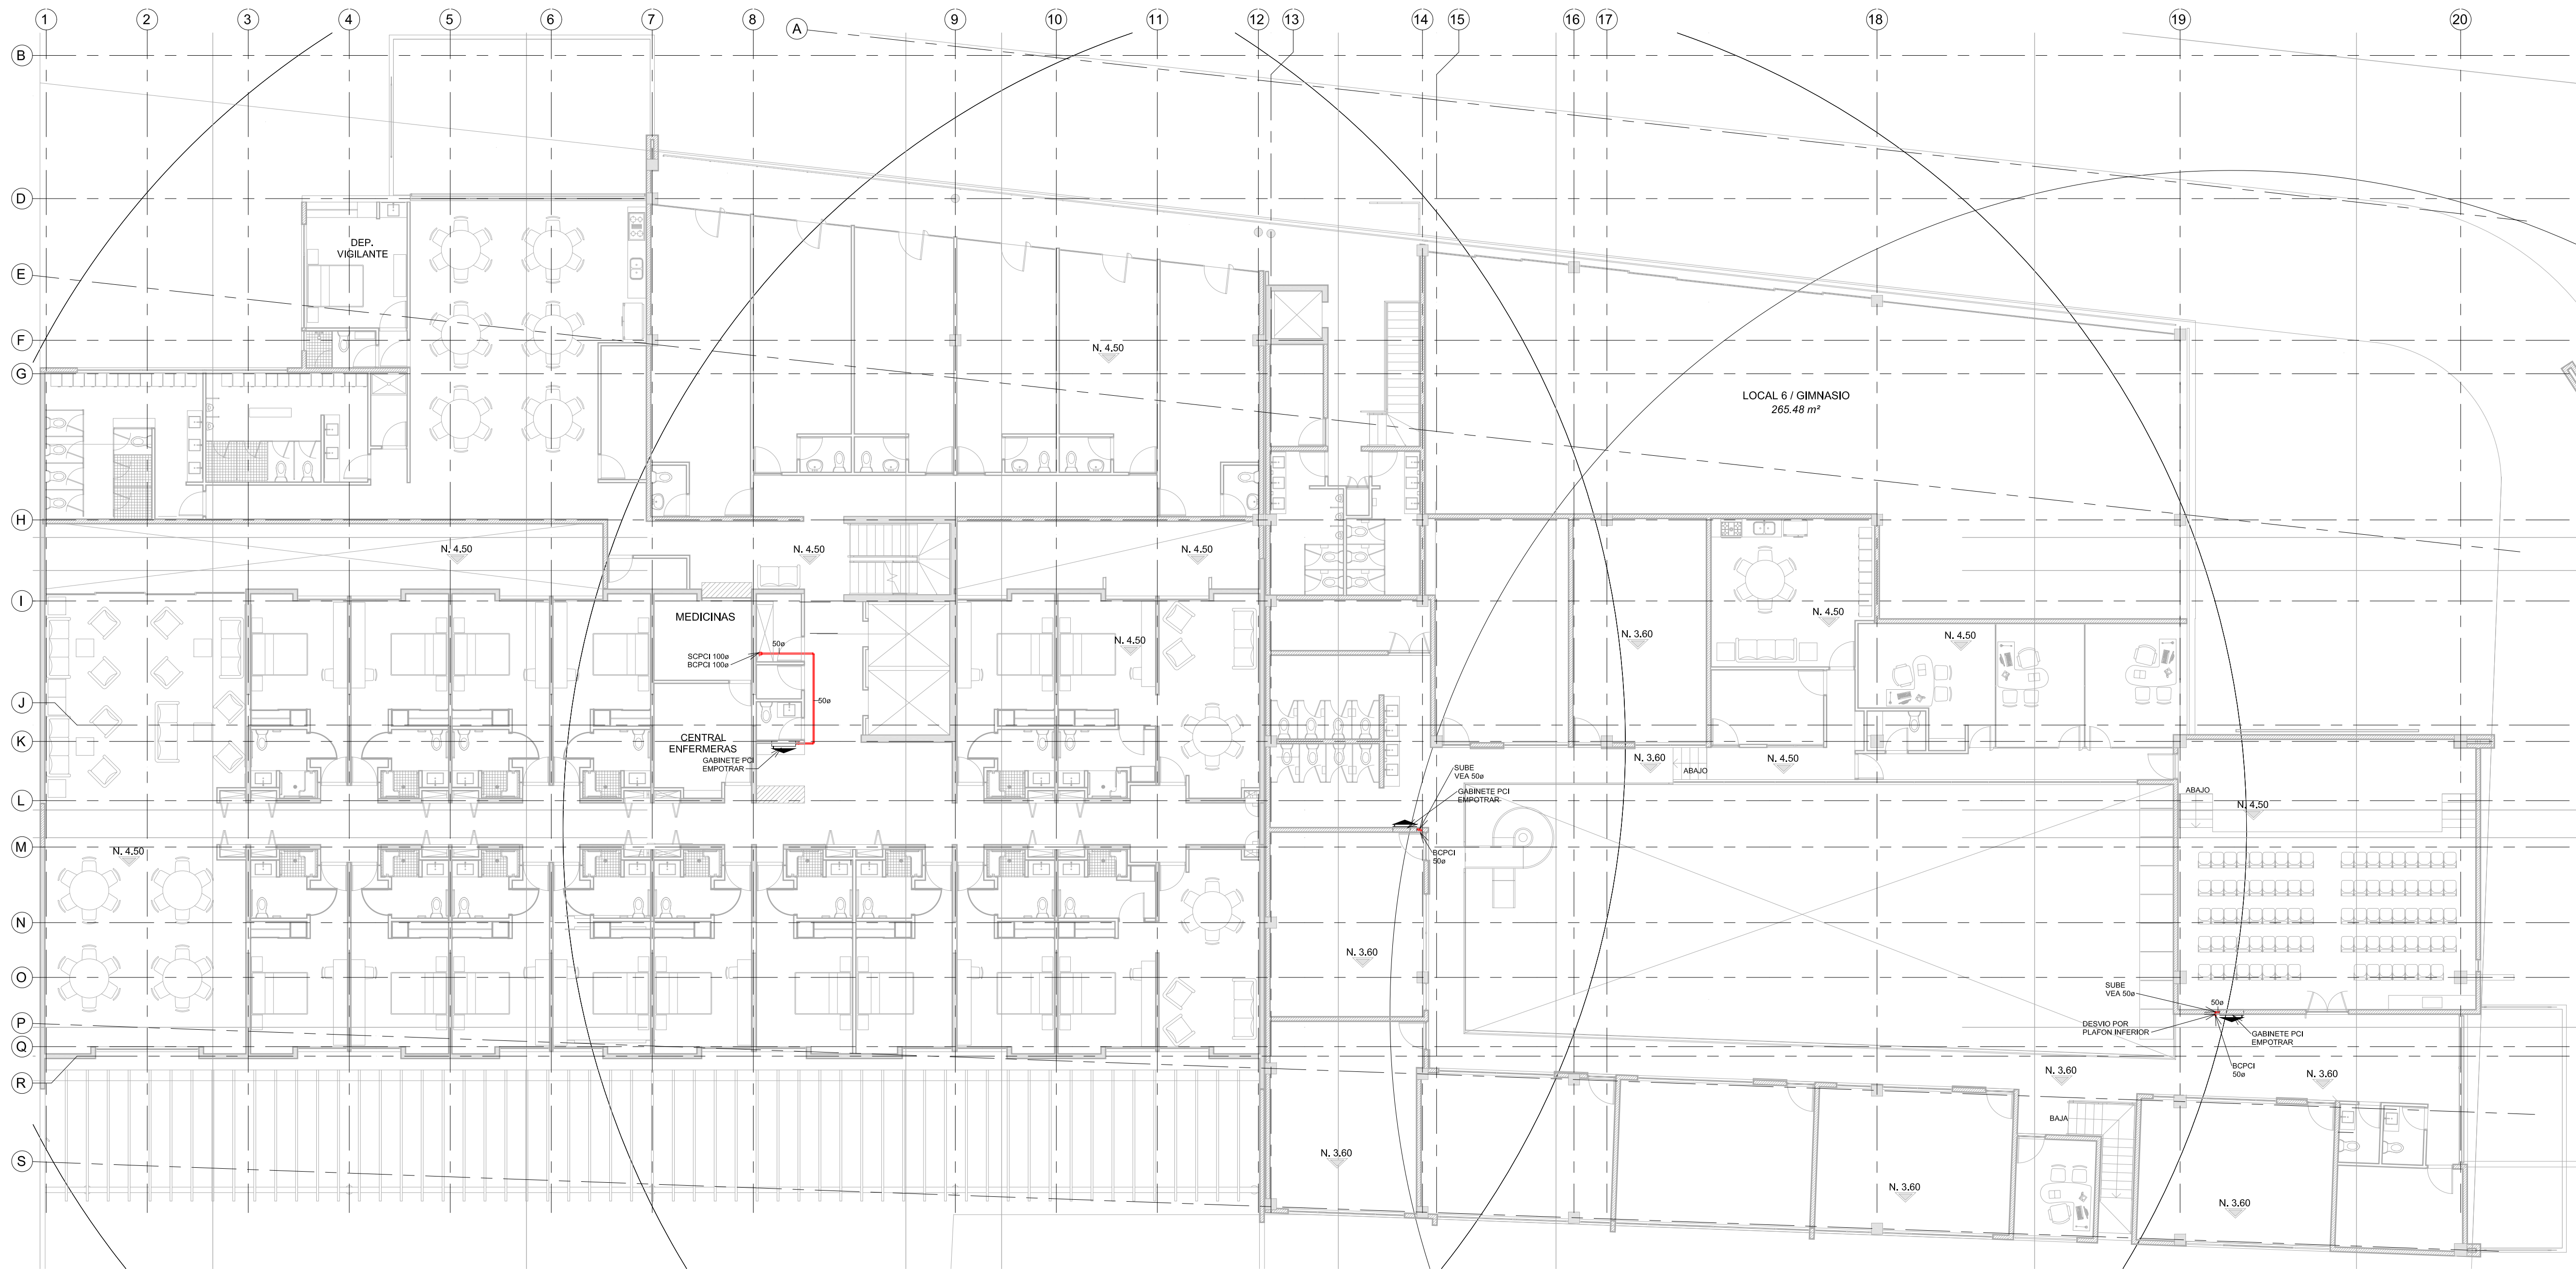 1 2 3 4 5 6 7 8 9 10 11 12 13 14 15 16 17 18 19 20
A
B
D
DEP.
VIGILANTE
E
F
N. 4.50
G
LOCAL 6 / GIMNASIO
265.48 m²
H
N. 4.50
N. 4.50
N. 4.50
I
MEDICINAS
N. 4.50
N. 3.60
N. 4.50
N. 4.50
50ø
SCPCI 100ø
BCPCI 100ø
50ø
J
K
CENTRAL
ENFERMERAS
GABINETE PCI
EMPOTRAR
N. 3.60
ABAJO
N. 4.50
SUBE
VEA 50ø
GABINETE PCI
EMPOTRAR
L
ABAJO
N. 4.50
M
N. 4.50
BCPCI
50ø
N
N. 3.60
O
SUBE
VEA 50ø
50ø
P
DESVIO POR
PLAFON INFERIOR
GABINETE PCI
EMPOTRAR
Q
R
BCPCI
50ø
N. 3.60
N. 3.60
BAJA
S
N. 3.60
N. 3.60
N. 3.60